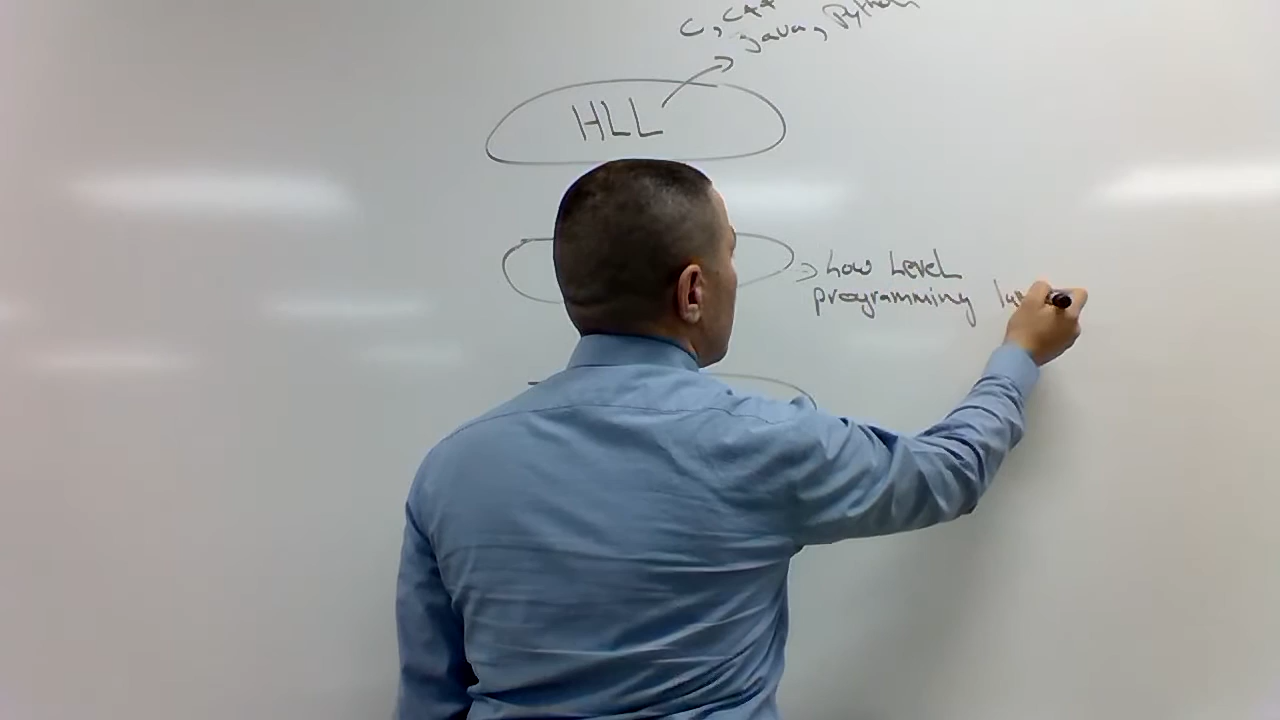 C, C++
Java, Python
HLL
Low Level
programming